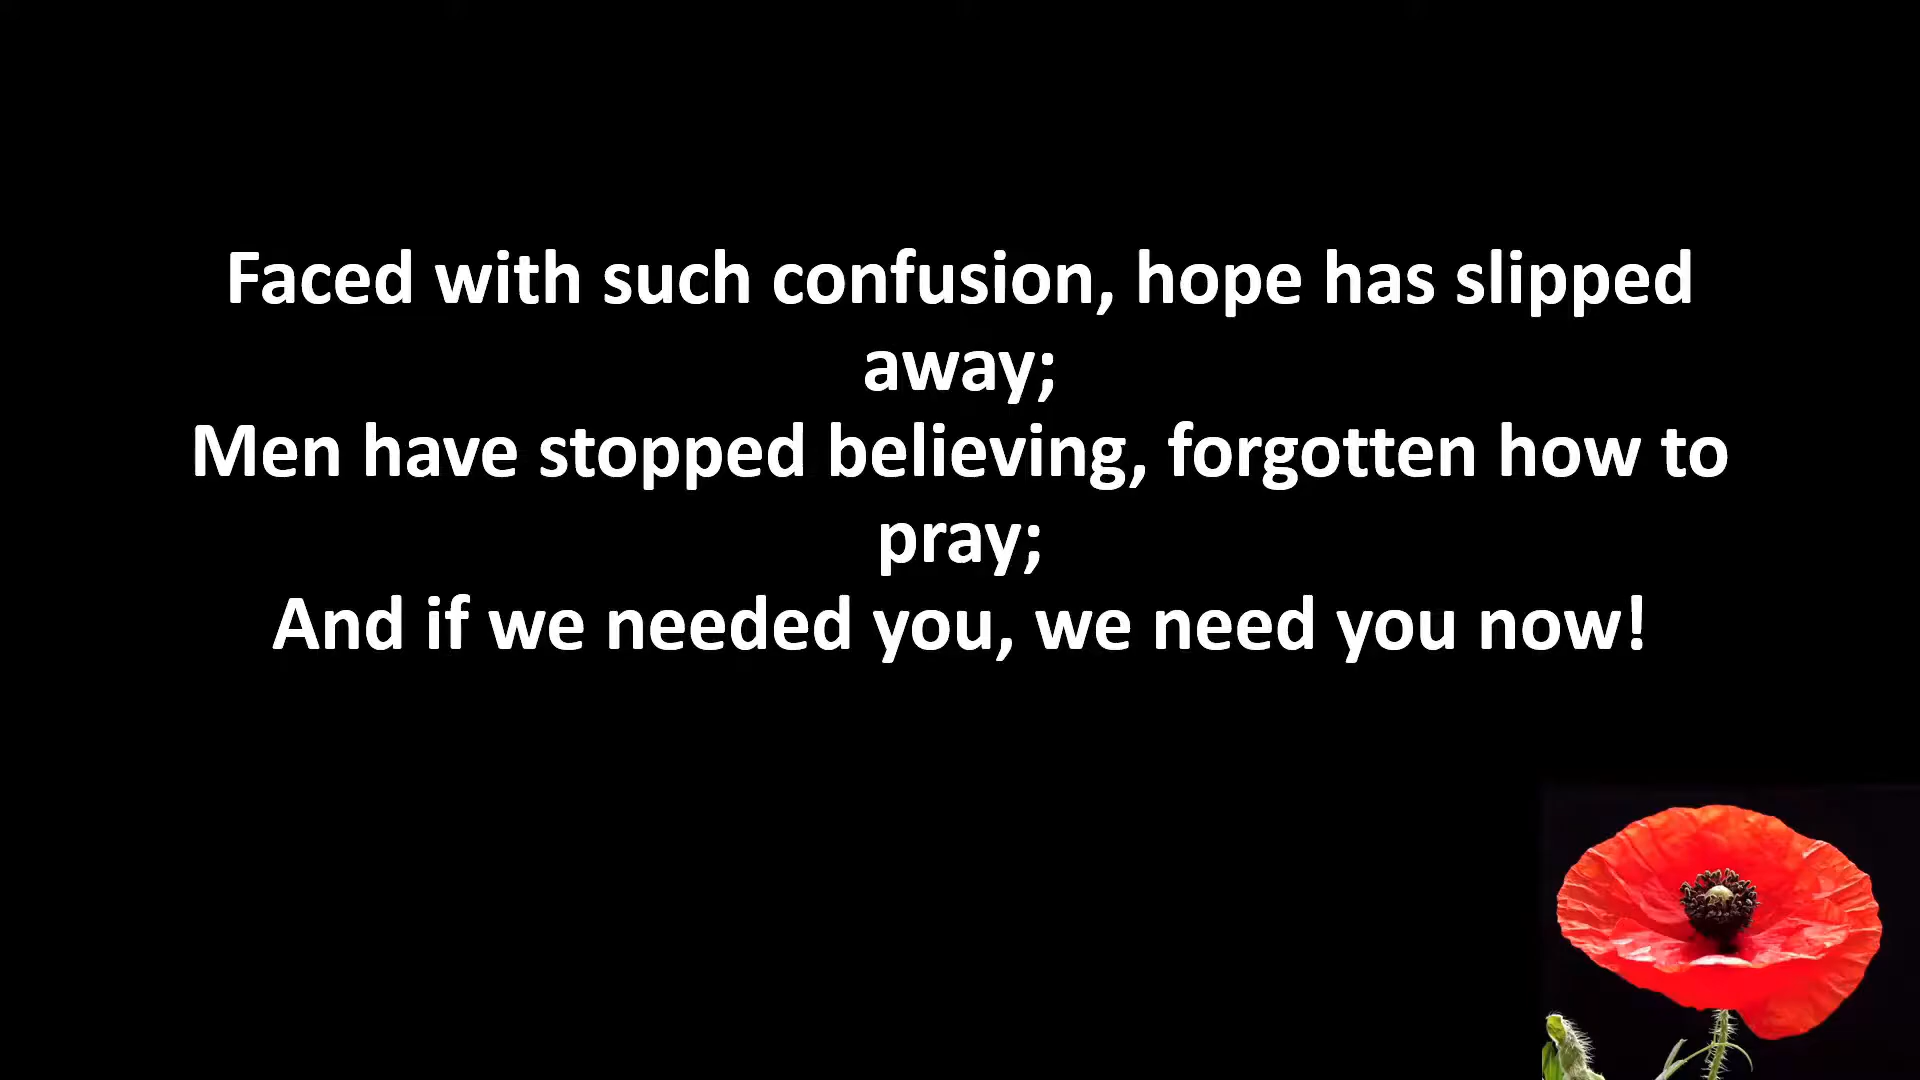 Faced with such confusion, hope has slipped
away;
Men have stopped believing, forgotten how to
pray;
And if we needed you, we need you now!